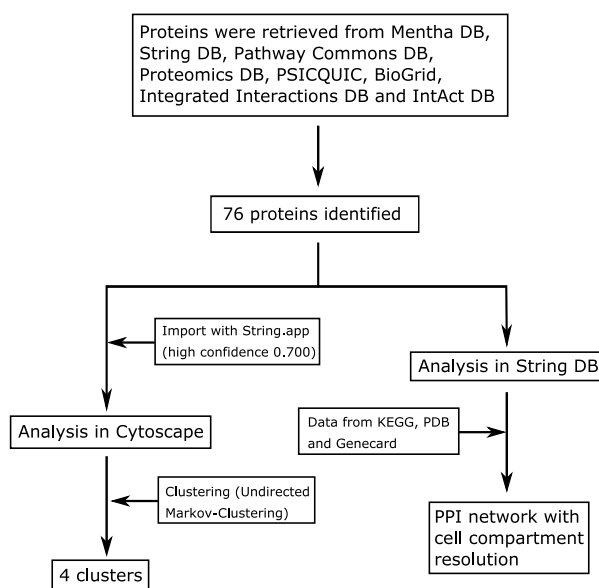 Proteins were retrieved from Mentha DB,
String DB, Pathway Commons DB,
Proteomics DB, PSICQUIC, BioGrid,
Integrated Interactions DB and IntAct DB
76 proteins identified
Import with String.app
(high confidence 0.700)
Analysis in String DB
Analysis in Cytoscape
Data from KEGG, PDB
and Genecard
Clustering (Undirected
Markov-Clustering)
PPI network with
cell compartment
resolution
4 clusters